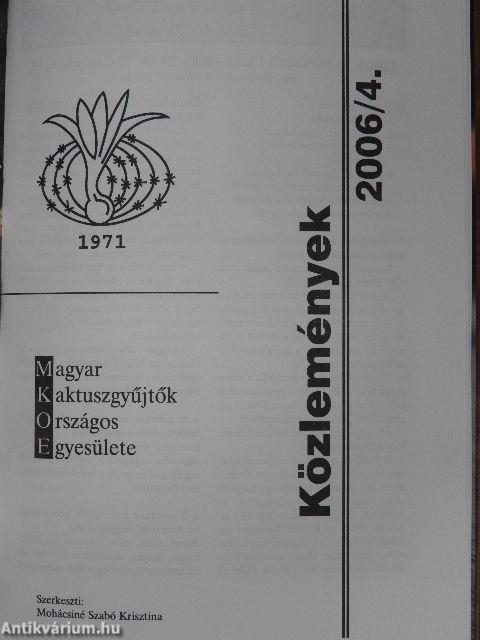 1971
Magyar
Kaktuszgyűjtők
Országos
Egyesülete
Közlemények
2006/4.
Szerkeszti:
Mohácsiné Szabó Krisztina
Antikvárium.hu